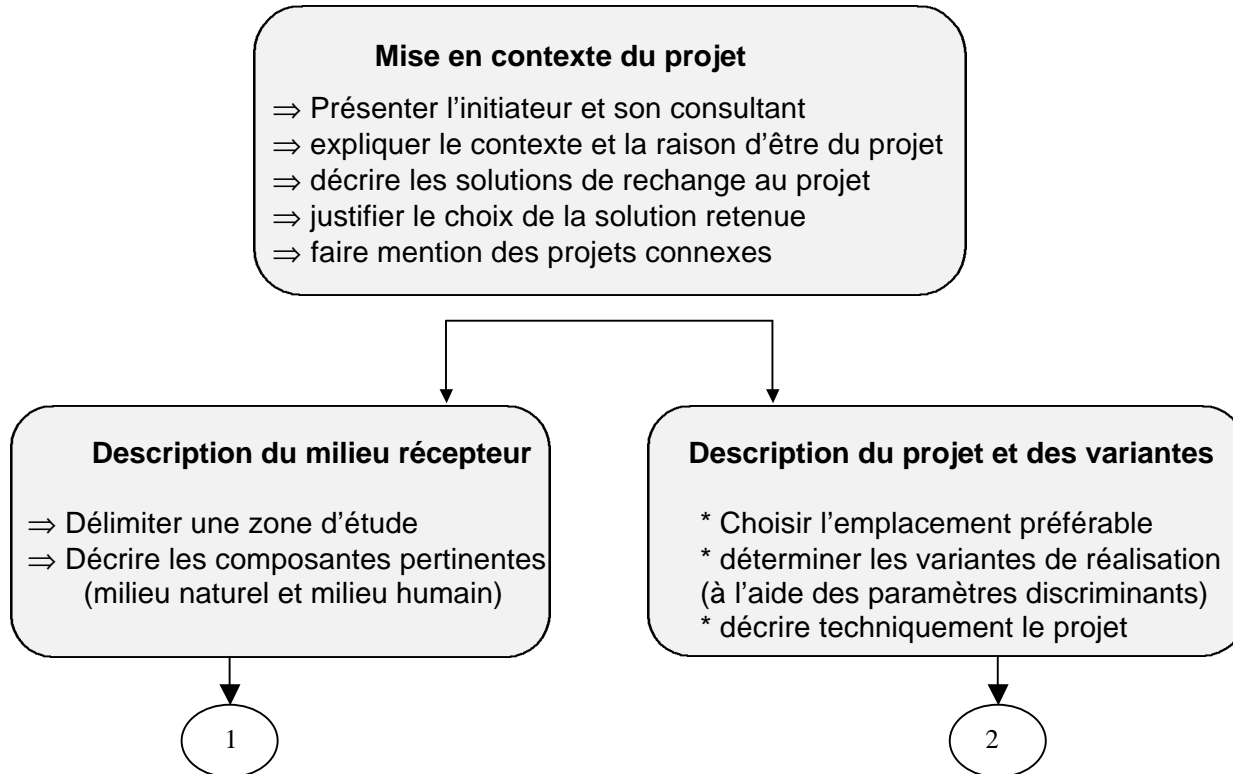 Mise en contexte du projet
⇒ Présenter l’initiateur et son consultant
⇒ expliquer le contexte et la raison d’être du projet
⇒ décrire les solutions de rechange au projet
⇒ justifier le choix de la solution retenue
⇒ faire mention des projets connexes
Description du milieu récepteur
⇒ Délimiter une zone d’étude
⇒ Décrire les composantes pertinentes
(milieu naturel et milieu humain)
Description du projet et des variantes
* Choisir l’emplacement préférable
* déterminer les variantes de réalisation
(à l’aide des paramètres discriminants)
* décrire techniquement le projet
1
2